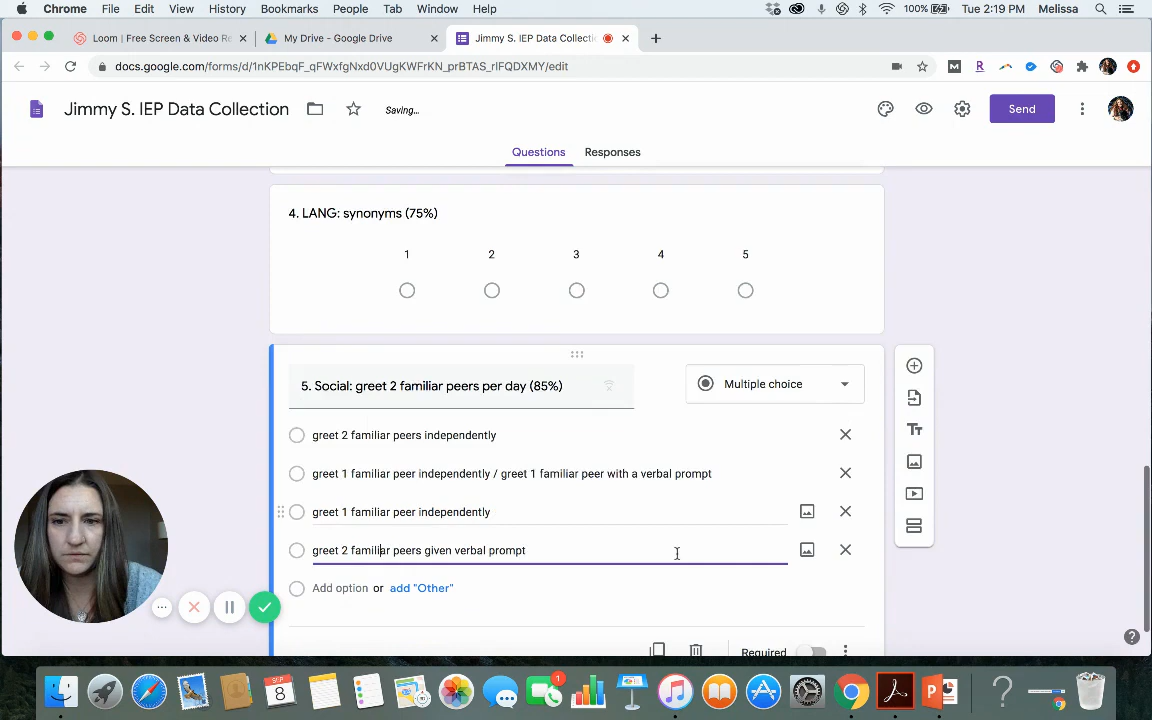 Chrome File Edit View History Bookmarks People Tab Window Help 100% Tue 2:19 PM Melissa
Loom | Free Screen & Video Re My Drive - Google Drive Jimmy S. IEP Data Collecti
docs.google.com/forms/d/1nKPEbqF_qFWxfgNxd0VUgKWFrKN_prBTAS_rlFQDXMY/edit
Jimmy S. IEP Data Collection Saving... Send
Questions Responses
4. LANG: synonyms (75%)
1 2 3 4 5
5. Social: greet 2 familiar peers per day (85%) Multiple choice
greet 2 familiar peers independently
greet 1 familiar peer independently / greet 1 familiar peer with a verbal prompt
greet 1 familiar peer independently
greet 2 familiar peers given verbal prompt
Add option or add "Other"
Required
SEP
8
1